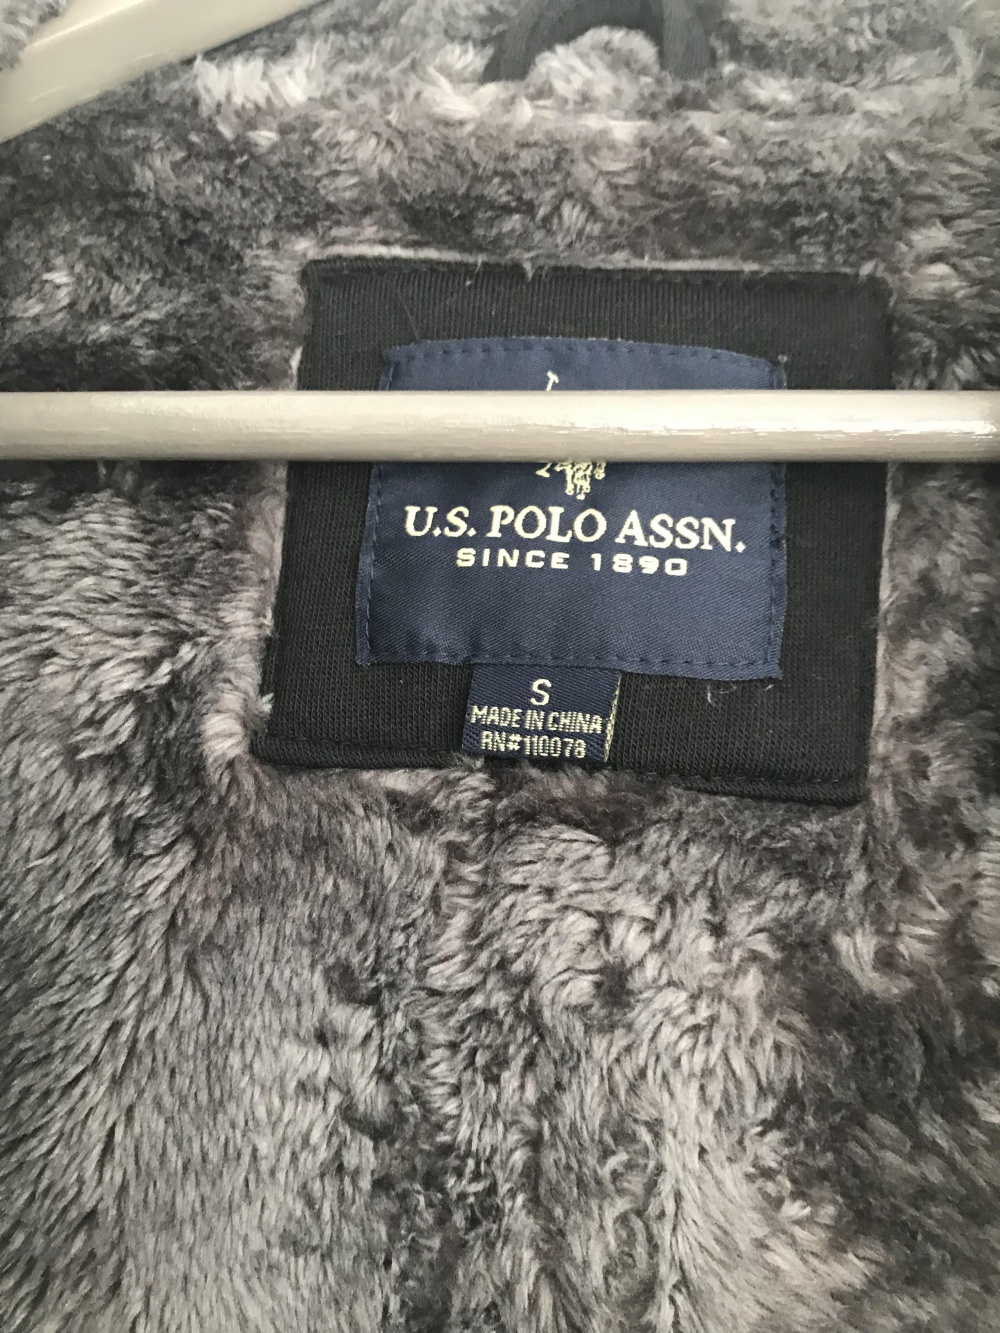 U.S. POLO ASSN.
SINCE 1890
S
MADE IN CHINA
RN#110078